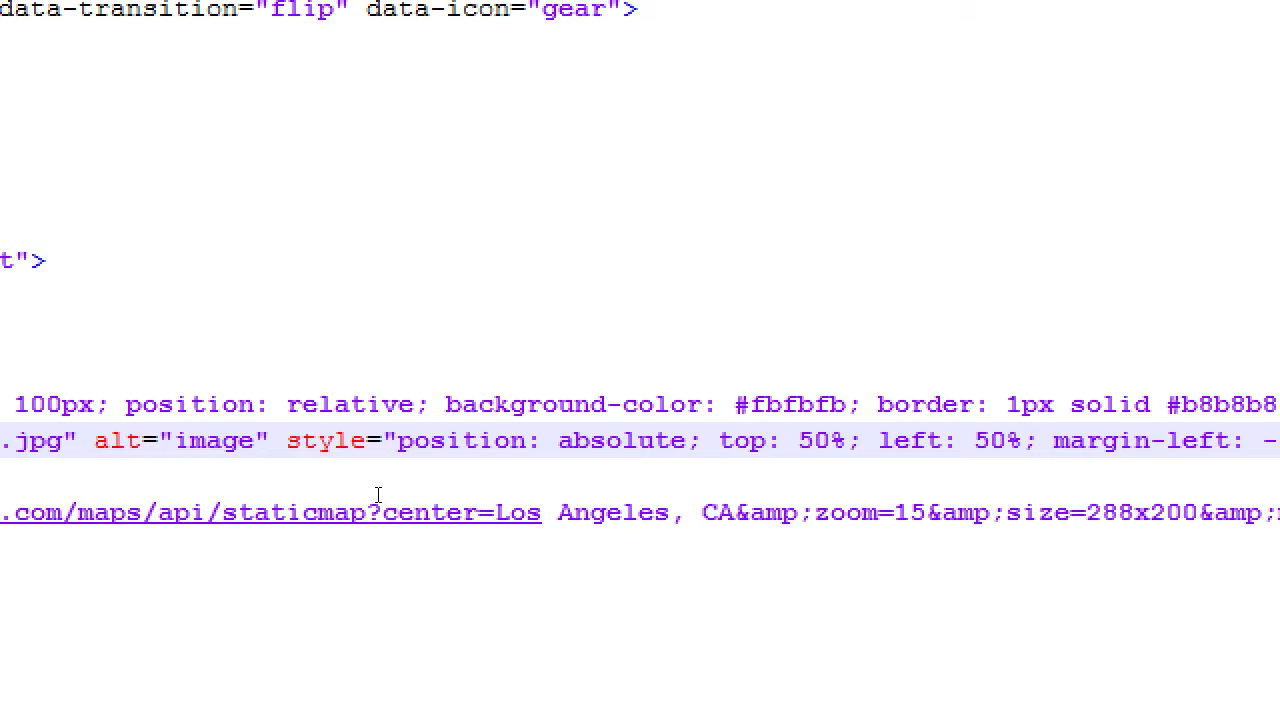 data-transition="flip" data-icon="gear">
t">
100px; position: relative; background-color: #fbfbfb; border: 1px solid #b8b8b8
.jpg" alt="image" style="position: absolute; top: 50%; left: 50%; margin-left: -
.com/maps/api/staticmap?center=Los Angeles, CA&amp;zoom=15&amp;size=288x200&amp;